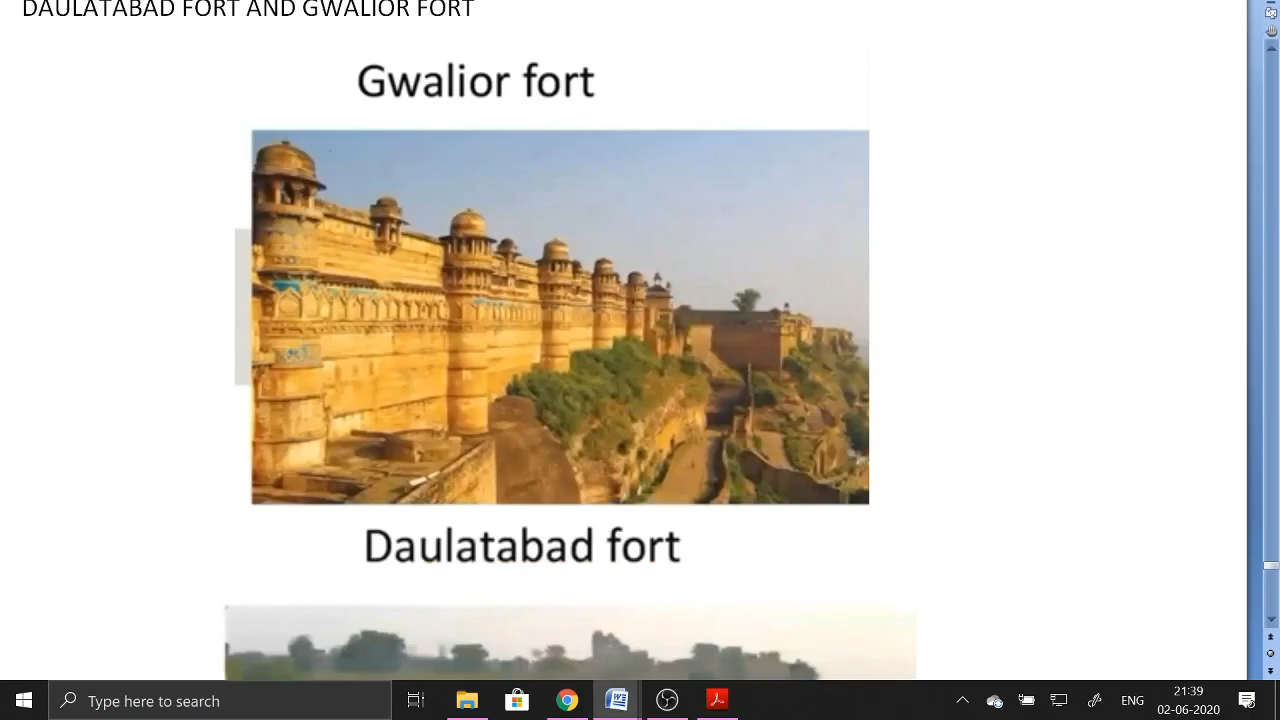 DAULATABAD FORT AND GWALIOR FORT
Gwalior fort
Daulatabad fort
Type here to search
ENG
21:39
02-06-2020